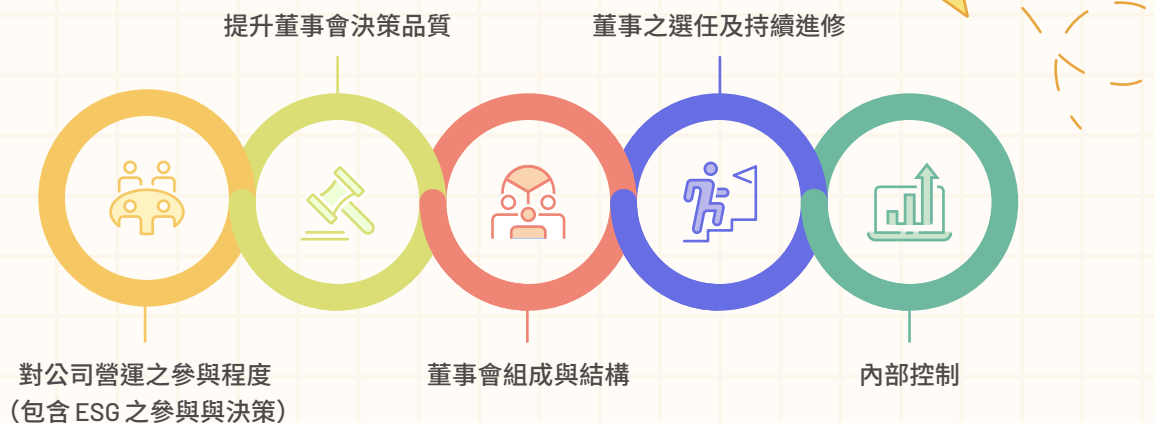 提升董事會決策品質
董事之選任及持續進修
對公司營運之參與程度
（包含 ESG 之參與與決策）
董事會組成與結構
內部控制